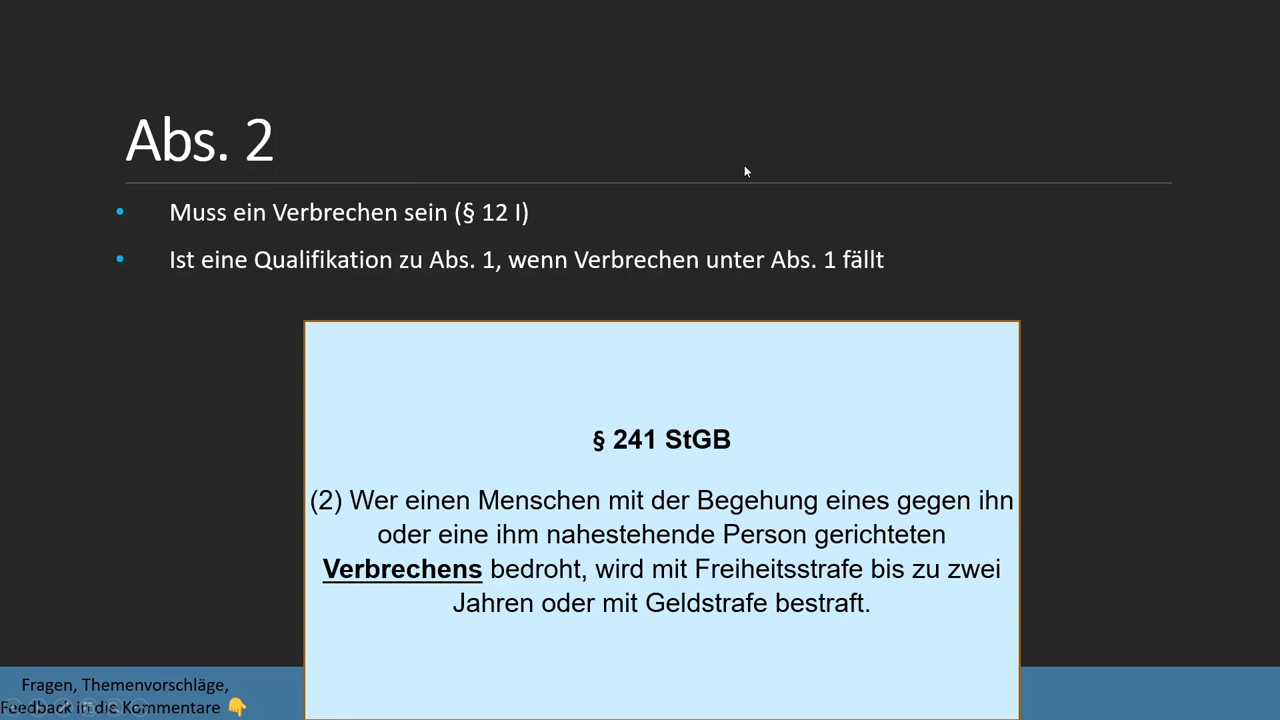 Abs. 2
• Muss ein Verbrechen sein (§ 12 I)
• Ist eine Qualifikation zu Abs. 1, wenn Verbrechen unter Abs. 1 fällt
§ 241 StGB
(2) Wer einen Menschen mit der Begehung eines gegen ihn
oder eine ihm nahestehende Person gerichteten
Verbrechens bedroht, wird mit Freiheitsstrafe bis zu zwei
Jahren oder mit Geldstrafe bestraft.
Fragen, Themenvorschläge,
Feedback in die Kommentare 👇